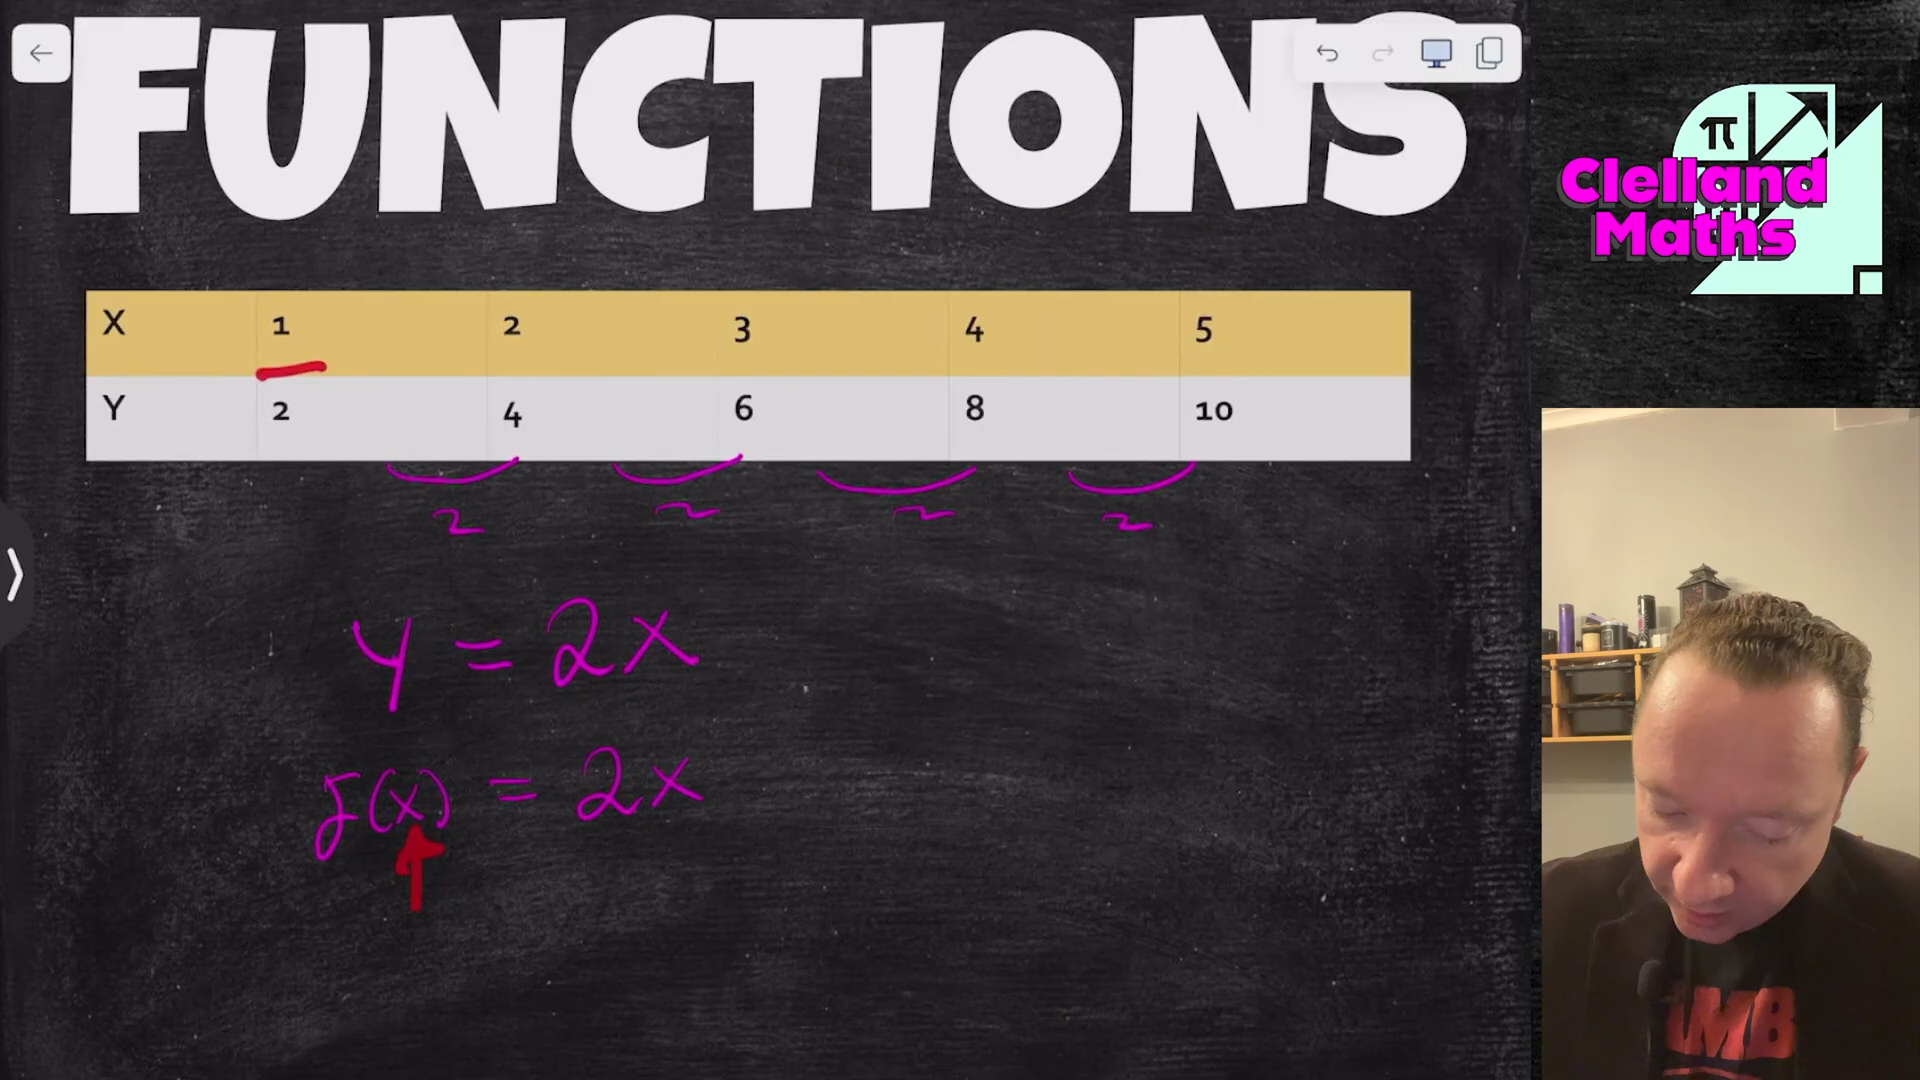 FUNCTIONS
π
Clelland
Maths
X 1 2 3 4 5
Y 2 4 6 8 10
2 2 2 2
y = 2x
f(x) = 2x